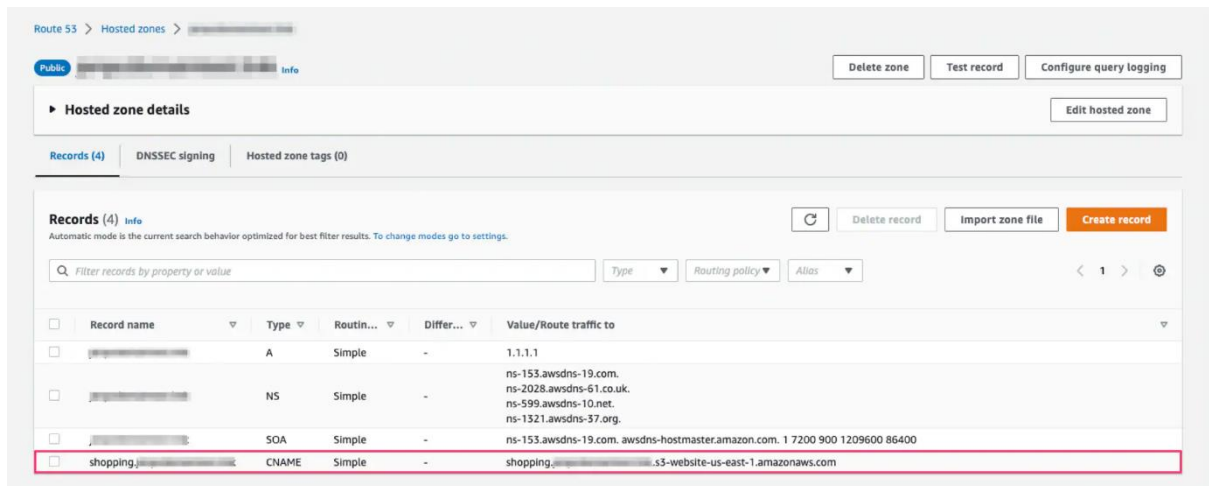 Route 53 > Hosted zones >
Public Info Delete zone Test record Configure query logging
Hosted zone details Edit hosted zone
Records (4) DNSSEC signing Hosted zone tags (0)
Records (4) Info Delete record Import zone file Create record
Automatic mode is the current search behavior optimized for best filter results. To change modes go to settings.
Filter records by property or value Type Routing policy Alias < 1 >
Record name Type Routin... Differ... Value/Route traffic to
A Simple - 1.1.1.1
ns-153.awsdns-19.com.
ns-2028.awsdns-61.co.uk.
NS Simple - ns-599.awsdns-10.net.
ns-1321.awsdns-37.org.
SOA Simple - ns-153.awsdns-19.com. awsdns-hostmaster.amazon.com. 1 7200 900 1209600 86400
shopping. CNAME Simple - shopping. .s3-website-us-east-1.amazonaws.com